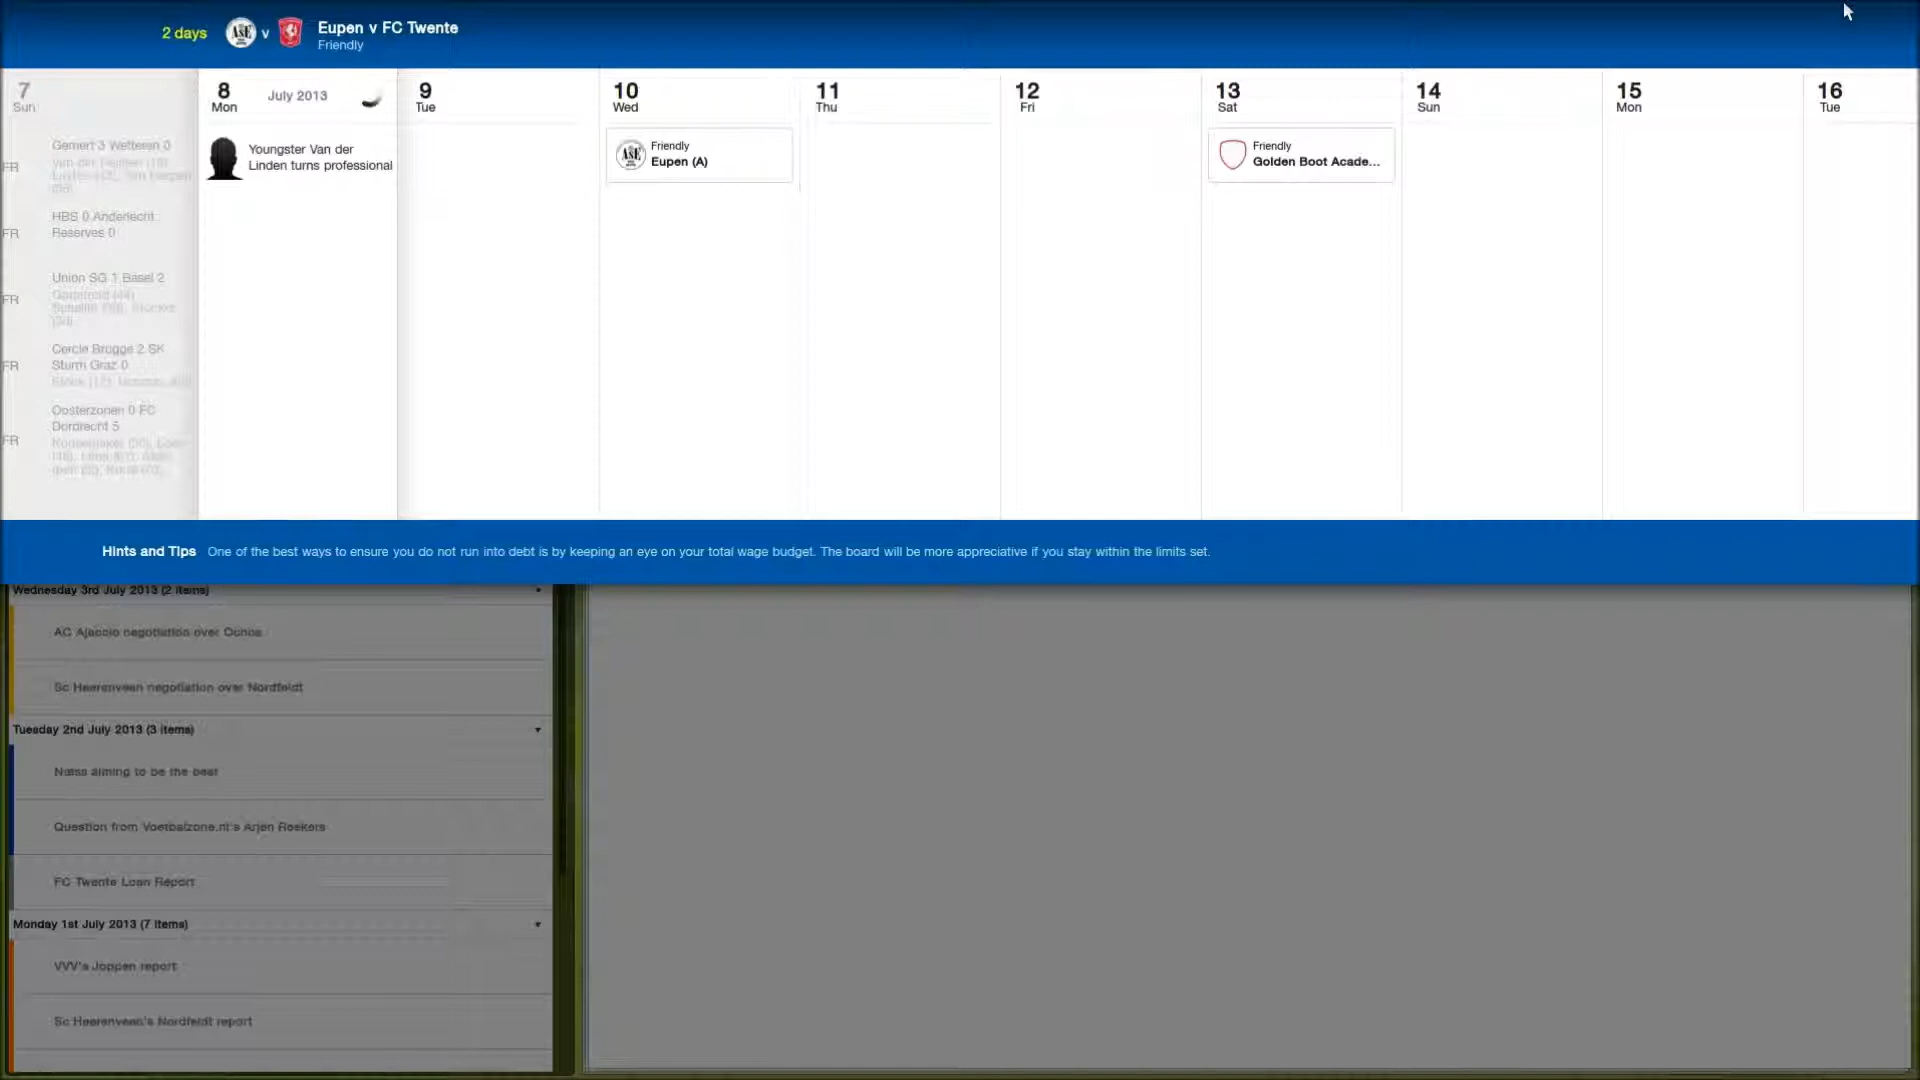 2 days
v
Eupen v FC Twente
Friendly
7
Sun
8
Mon
July 2013
9
Tue
10
Wed
11
Thu
12
Fri
13
Sat
14
Sun
15
Mon
16
Tue
FR
Gemert 3 Wetteren 0
FR
HBS 0 Anderlecht
Reserves 0
FR
Union SG 1 Basel 2
FR
Cercle Brugge 2 SK
Sturm Graz 0
FR
Oosterzonen 0 FC
Dordrecht 5
Youngster Van der
Linden turns professional
Friendly
Eupen (A)
Friendly
Golden Boot Acade...
Hints and Tips One of the best ways to ensure you do not run into debt is by keeping an eye on your total wage budget. The board will be more appreciative if you stay within the limits set.
Wednesday 3rd July 2013 (2 items)
AC Ajaccio negotiation over
Sc Heerenveen negotiation over Nordfeldt
Tuesday 2nd July 2013 (3 items)
aiming to be the best
Question from Voetbalzone.nl's Arjen Roekers
FC Twente Loan Report
Monday 1st July 2013 (7 items)
VVV's Joppen report
Sc Heerenveen's Nordfeldt report